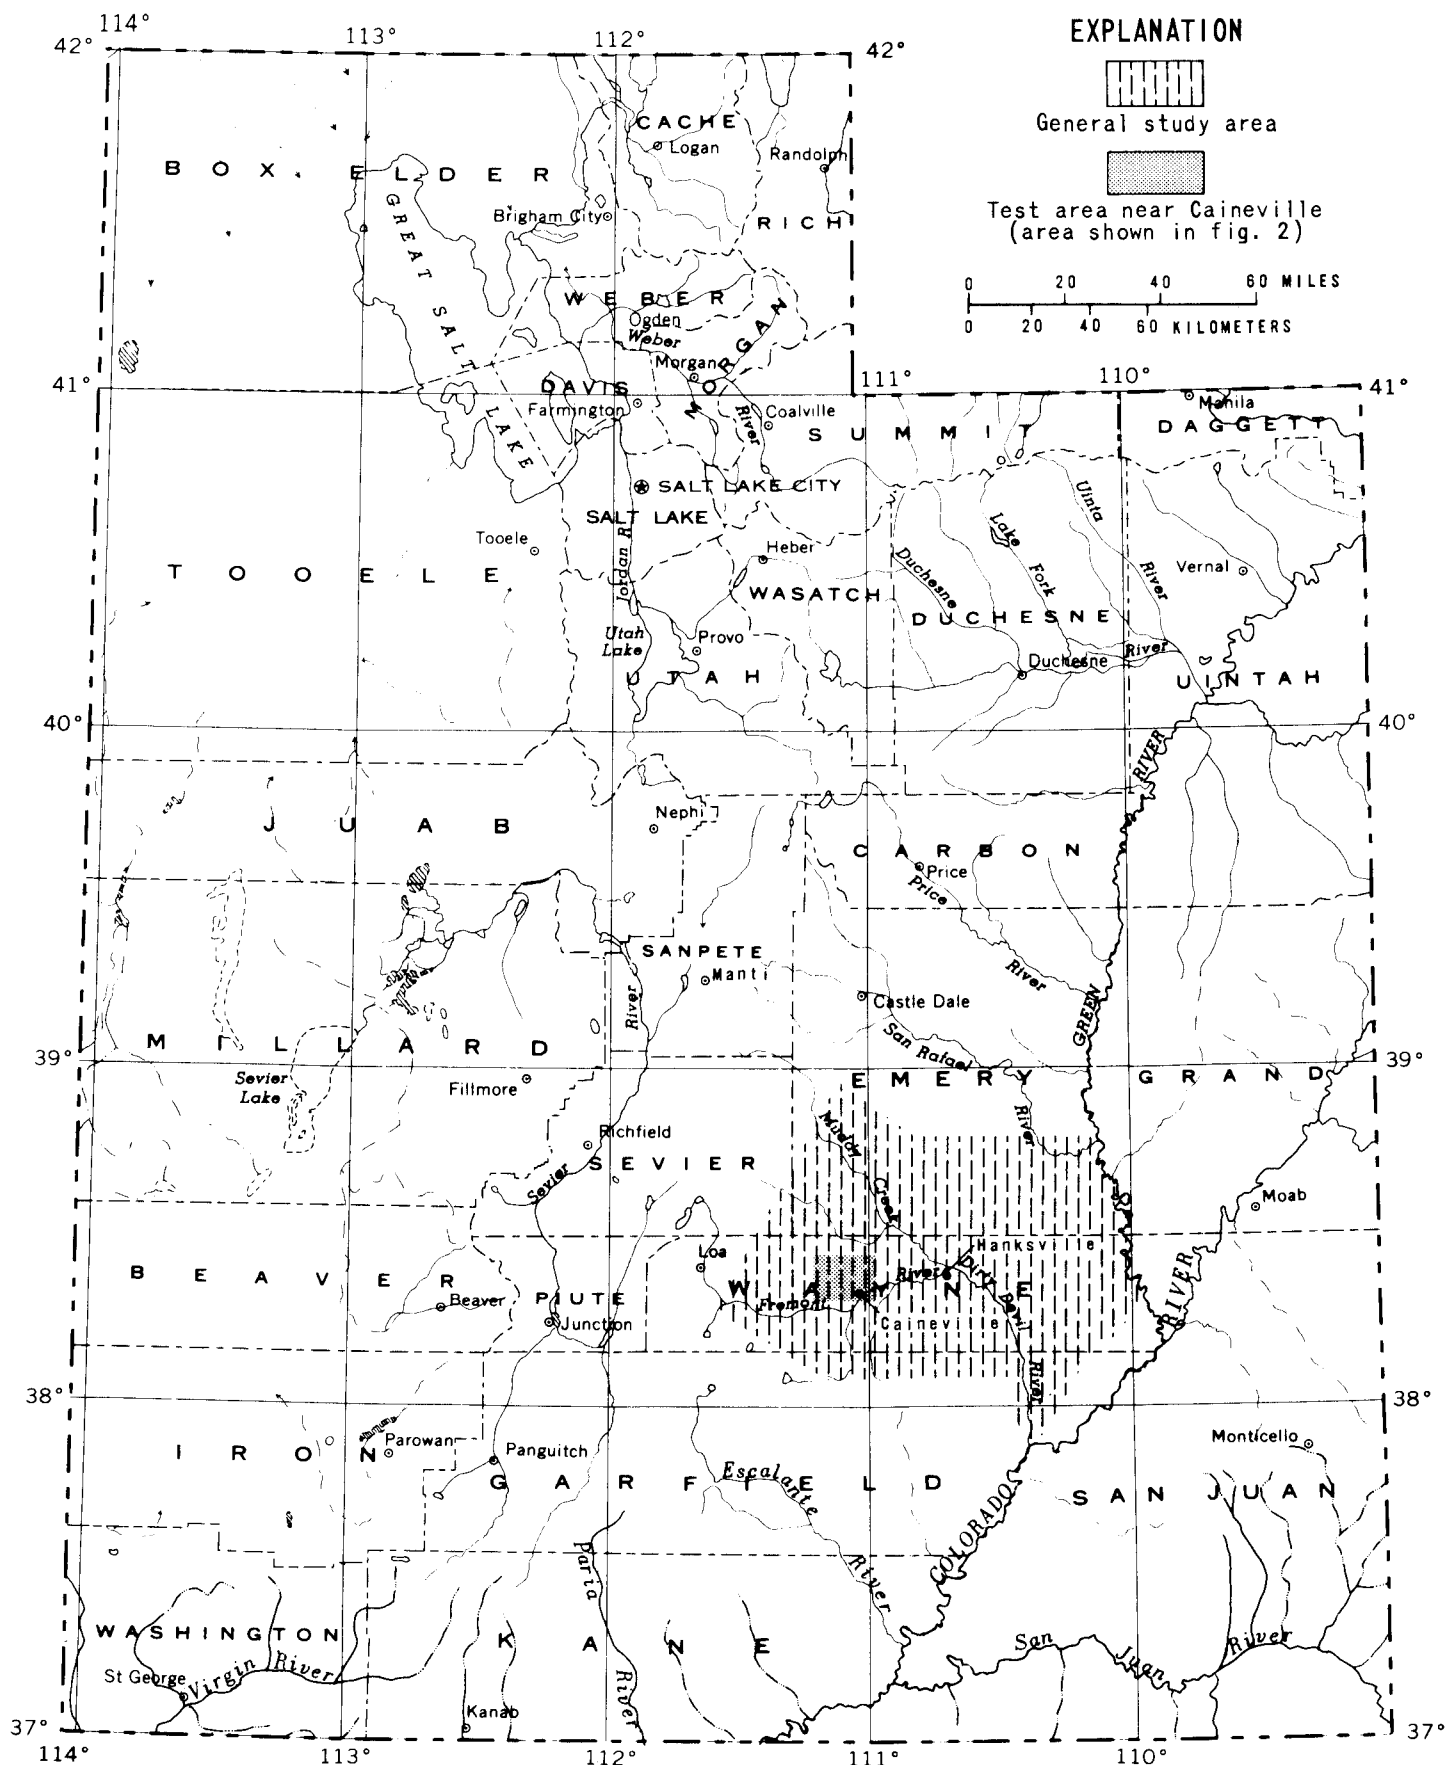 114°
113°
112°
42°
42°
EXPLANATION
General study area
Test area near Caineville
(area shown in fig. 2)
0 20 40 60 MILES
0 20 40 60 KILOMETERS
CACHE
Logan
Randolph
BOX ELDER
Brigham City
RICH
GREAT SALT LAKE
WEBER
Ogden
Weber
River
MORGAN
Morgan
41°
111°
110°
41°
DAVIS
Farmington
Coalville
SUMMIT
Manila
DAGGETT
SALT LAKE CITY
SALT LAKE
Jordan R
Tooele
TOOELE
Heber
WASATCH
Duchesne
River
Lake Fork
Uinta River
Vernal
DUCHESNE
Duchesne
Utah
Lake
Provo
UTAH
UINTAH
40°
40°
JUAB
Nephi
GREEN RIVER
CARBON
Price
Price River
SANPETE
Manti
River
Castle Dale
San Rafael River
MILLARD
39°
39°
Sevier
Lake
Fillmore
EMERY
GRAND
Richfield
SEVIER
Sevier
Muddy Creek
Moab
Loa
Hanksville
BEAVER
Beaver
PIUTE
Junction
WAYNE
Fremont River
Dirty Devil River
Caineville
38°
38°
IRON
Parowan
Panguitch
GARFIELD
Escalante River
COLORADO RIVER
Monticello
SAN JUAN
Paria River
WASHINGTON
KANE
St George
Virgin River
Kanab
San Juan River
37°
37°
114°
113°
112°
111°
110°